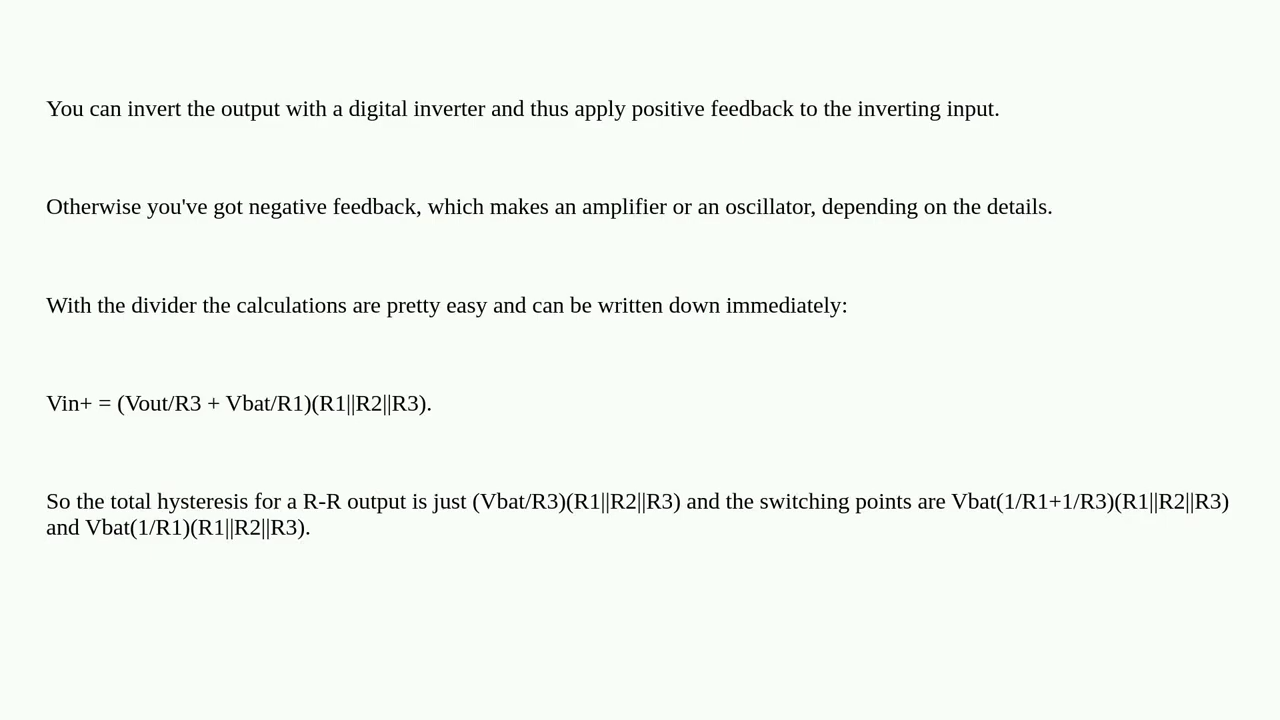 You can invert the output with a digital inverter and thus apply positive feedback to the inverting input.
Otherwise you've got negative feedback, which makes an amplifier or an oscillator, depending on the details.
With the divider the calculations are pretty easy and can be written down immediately:
Vin+ = (Vout/R3 + Vbat/R1)(R1||R2||R3).
So the total hysteresis for a R-R output is just (Vbat/R3)(R1||R2||R3) and the switching points are Vbat(1/R1+1/R3)(R1||R2||R3)
and Vbat(1/R1)(R1||R2||R3).